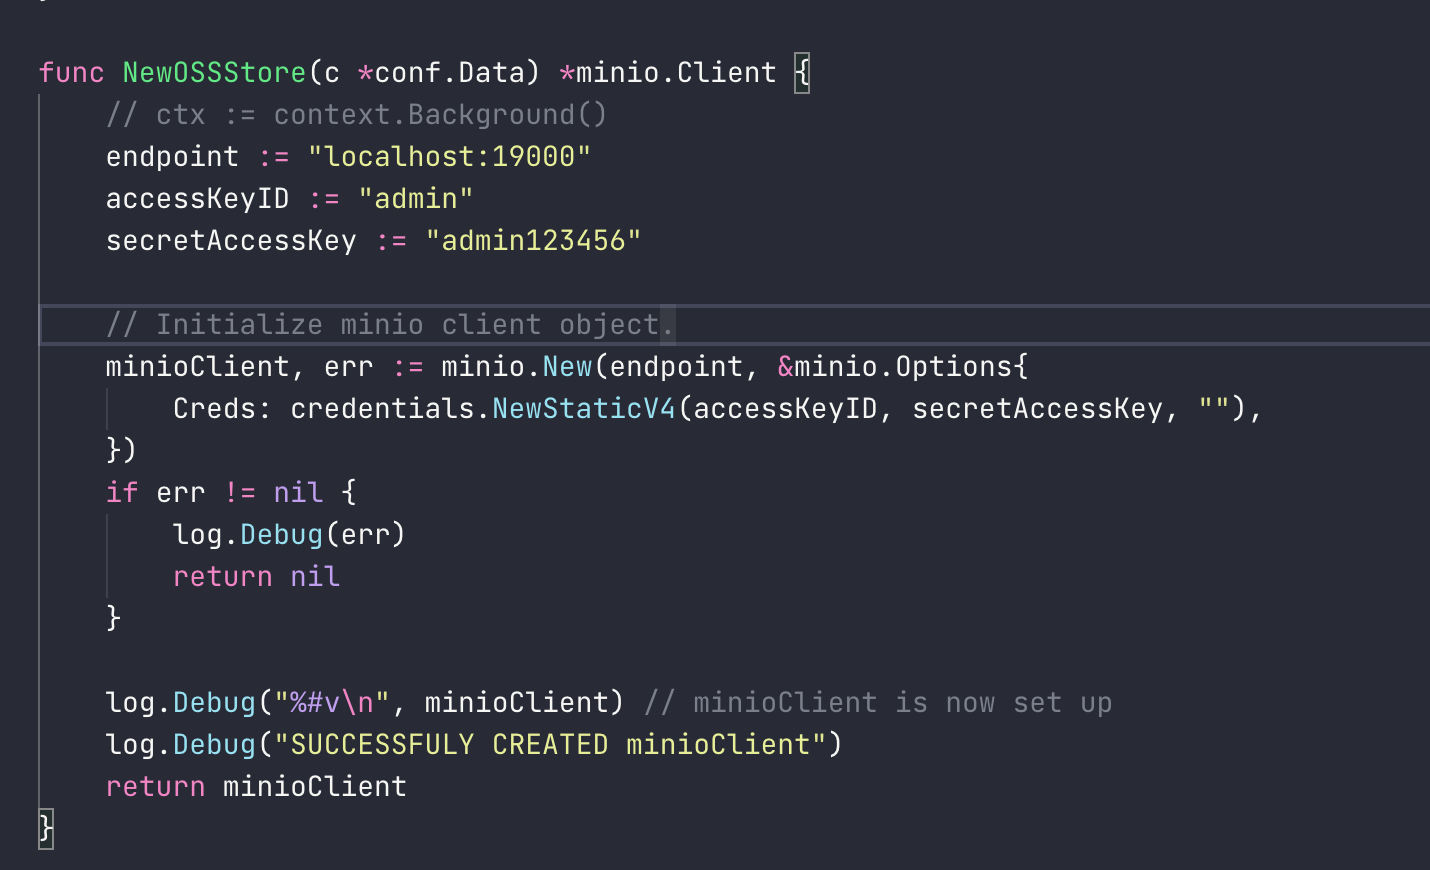 func NewOSSStore(c *conf.Data) *minio.Client {
    // ctx := context.Background()
    endpoint := "localhost:19000"
    accessKeyID := "admin"
    secretAccessKey := "admin123456"

    // Initialize minio client object.
    minioClient, err := minio.New(endpoint, &minio.Options{
        Creds: credentials.NewStaticV4(accessKeyID, secretAccessKey, ""),
    })
    if err != nil {
        log.Debug(err)
        return nil
    }

    log.Debug("%#v\n", minioClient) // minioClient is now set up
    log.Debug("SUCCESSFULY CREATED minioClient")
    return minioClient
}